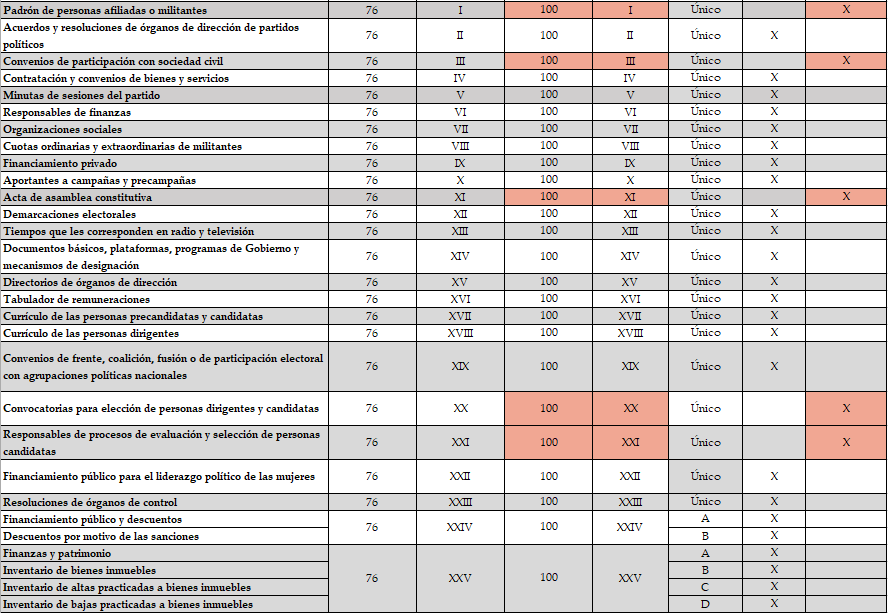 Padrón de personas afiliadas o militantes 76 I 100 I Único X
Acuerdos y resoluciones de órganos de dirección de partidos
políticos 76 II 100 II Único X
Convenios de participación con sociedad civil 76 III 100 III Único X
Contratación y convenios de bienes y servicios 76 IV 100 IV Único X
Minutas de sesiones del partido 76 V 100 V Único X
Responsables de finanzas 76 VI 100 VI Único X
Organizaciones sociales 76 VII 100 VII Único X
Cuotas ordinarias y extraordinarias de militantes 76 VIII 100 VIII Único X
Financiamiento privado 76 IX 100 IX Único X
Aportantes a campañas y precampañas 76 X 100 X Único X
Acta de asamblea constitutiva 76 XI 100 XI Único X
Demarcaciones electorales 76 XII 100 XII Único X
Tiempos que les corresponden en radio y televisión 76 XIII 100 XIII Único X
Documentos básicos, plataformas, programas de Gobierno y
mecanismos de designación 76 XIV 100 XIV Único X
Directorios de órganos de dirección 76 XV 100 XV Único X
Tabulador de remuneraciones 76 XVI 100 XVI Único X
Currículo de las personas precandidatas y candidatas 76 XVII 100 XVII Único X
Currículo de las personas dirigentes 76 XVIII 100 XVIII Único X
Convenios de frente, coalición, fusión o de participación electoral
con agrupaciones políticas nacionales 76 XIX 100 XIX Único X
Convocatorias para elección de personas dirigentes y candidatas 76 XX 100 XX Único X
Responsables de procesos de evaluación y selección de personas
candidatas 76 XXI 100 XXI Único X
Financiamiento público para el liderazgo político de las mujeres 76 XXII 100 XXII Único X
Resoluciones de órganos de control 76 XXIII 100 XXIII Único X
Financiamiento público y descuentos 76 XXIV 100 XXIV A X
Descuentos por motivo de las sanciones B X
Finanzas y patrimonio 76 XXV 100 XXV A X
Inventario de bienes inmuebles B X
Inventario de altas practicadas a bienes inmuebles C X
Inventario de bajas practicadas a bienes inmuebles D X